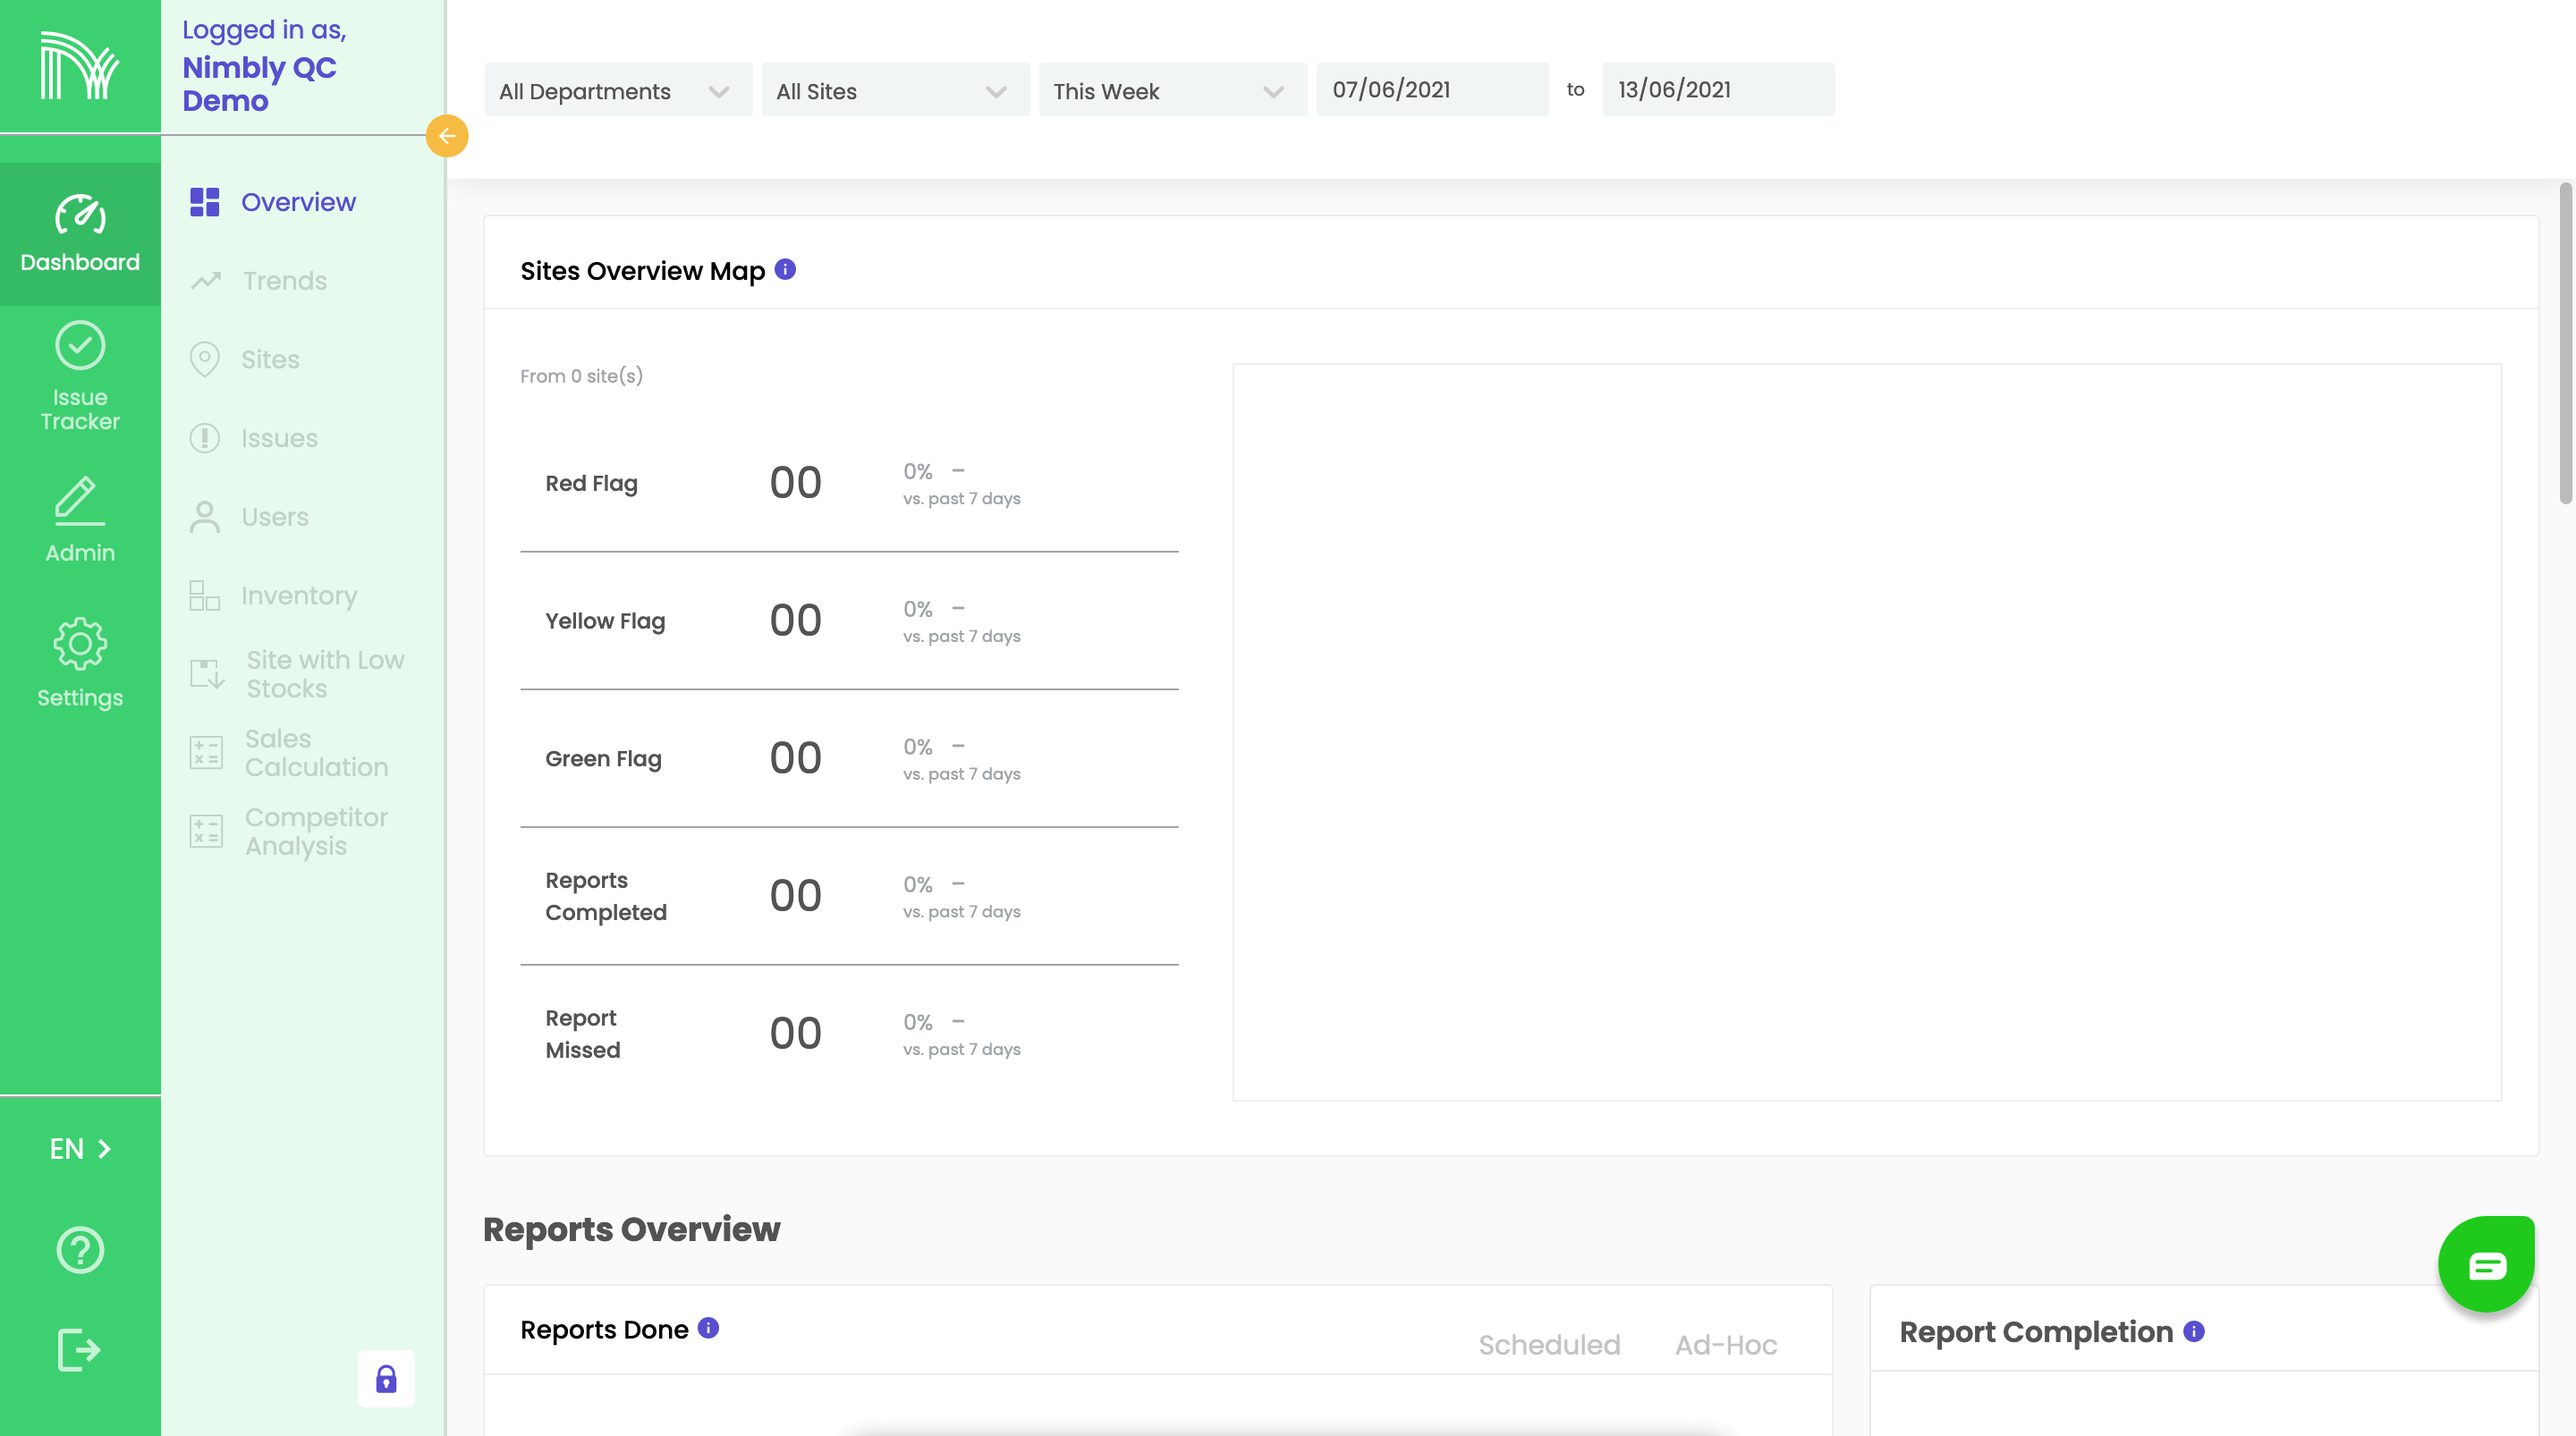 Logged in as,
Nimbly QC
Demo
Dashboard
Issue
Tracker
Admin
Settings
EN
Overview
Trends
Sites
Issues
Users
Inventory
Site with Low
Stocks
Sales
Calculation
Competitor
Analysis
All Departments
All Sites
This Week
07/06/2021
to
13/06/2021
Sites Overview Map
From 0 site(s)
Red Flag
00
0% –
vs. past 7 days
Yellow Flag
00
0% –
vs. past 7 days
Green Flag
00
0% –
vs. past 7 days
Reports
Completed
00
0% –
vs. past 7 days
Report
Missed
00
0% –
vs. past 7 days
Reports Overview
Reports Done
Scheduled
Ad-Hoc
Report Completion